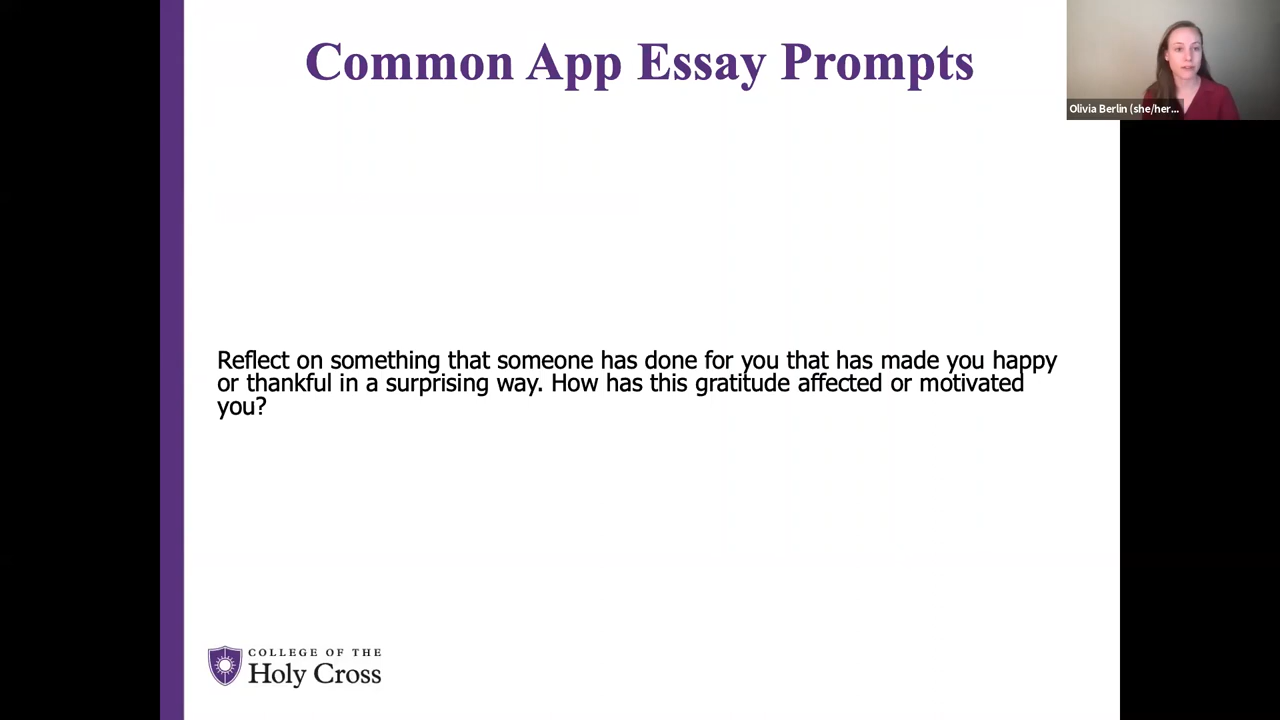 Common App Essay Prompts
Olivia Berlin (she/her...
Reflect on something that someone has done for you that has made you happy
or thankful in a surprising way. How has this gratitude affected or motivated
you?
COLLEGE OF THE
Holy Cross